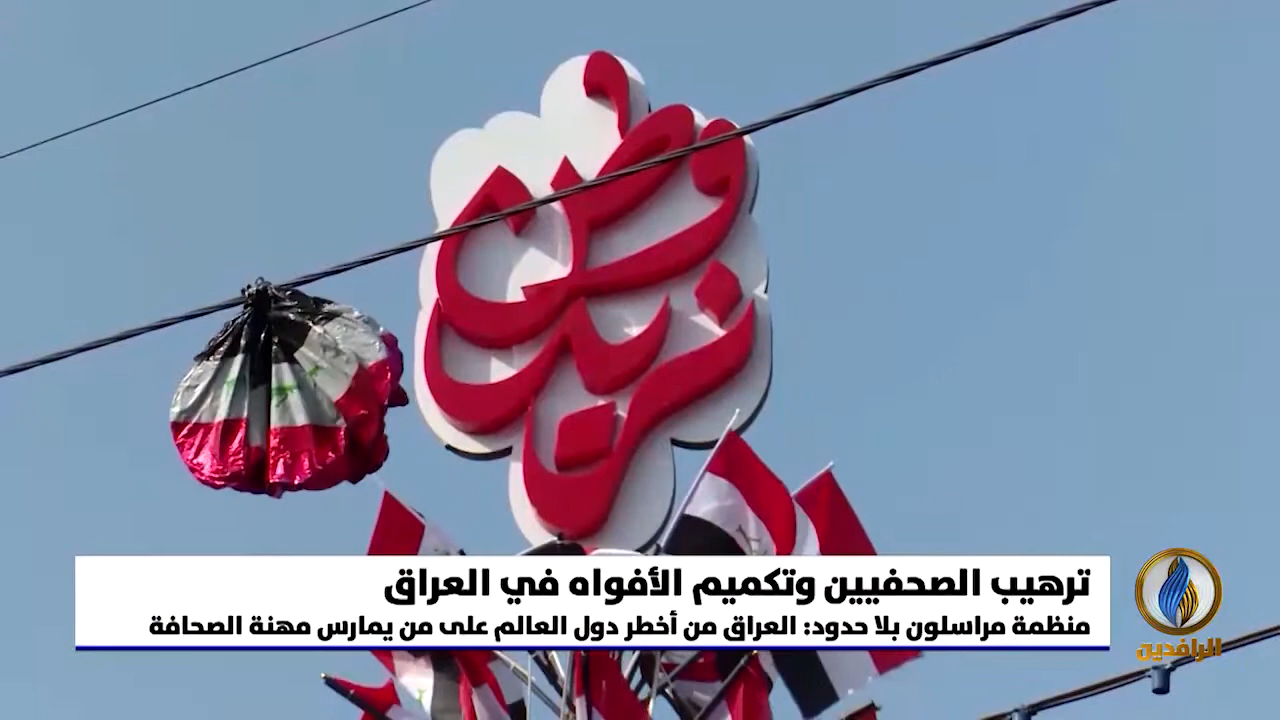 نريد
وطن
ترهيب الصحفيين وتكميم الأفواه في العراق
منظمة مراسلون بلا حدود: العراق من أخطر دول العالم على من يمارس مهنة الصحافة
الرافدين